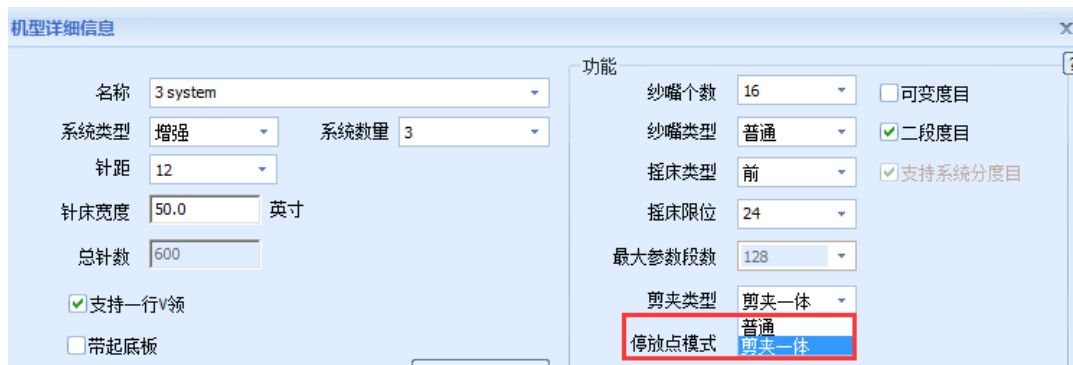 机型详细信息
x
名称 3 system
系统类型 增强 系统数量 3
针距 12
针床宽度 50.0 英寸
总针数 600
支持一行V领
带起底板
功能
?
纱嘴个数 16 可变度目
纱嘴类型 普通 二段度目
摇床类型 前 支持系统分度目
摇床限位 24
最大参数段数 128
剪夹类型 剪夹一体
普通
停放点模式 剪夹一体